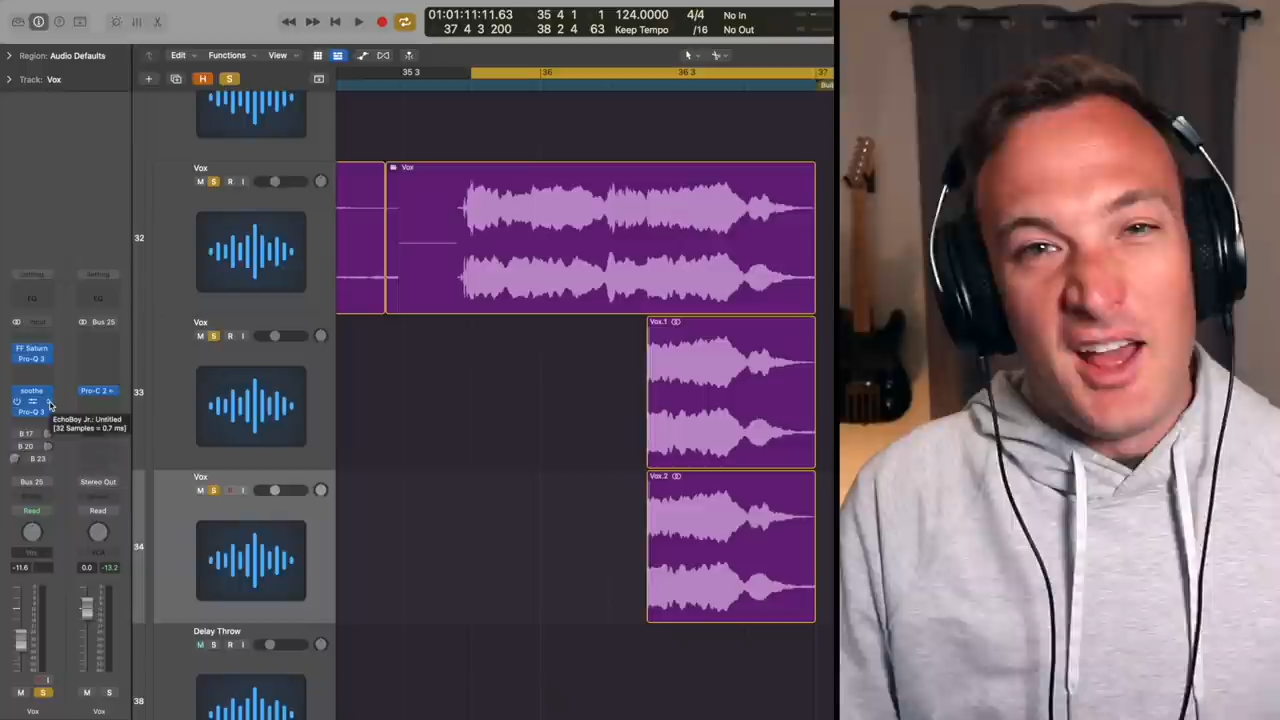 01:01:11:11.63 35 4 1 1 124.0000 4/4 No In
37 4 3 200 38 2 4 63 Keep Tempo /16 No Out
Region: Audio Defaults
Edit Functions View
Track: Vox
H S
35 3 36 36 3 37
Vox
M S R I
32
Vox
Vox
M S R I
33
Vox.1
Vox
M S R I
34
Vox.2
Delay Throw
M S R I
38
Setting Setting
EQ EQ
Input Bus 25
FF Saturn
Pro-Q 3
soothe Pro-C 2
Pro-Q 3
EchoBoy Jr.: Untitled
[32 Samples = 0.7 ms]
B 17
B 20
B 23
Bus 25 Stereo Out
Read Read
Vox VCA
-11.6 0.0 -13.2
I
M S M S
Vox Vox